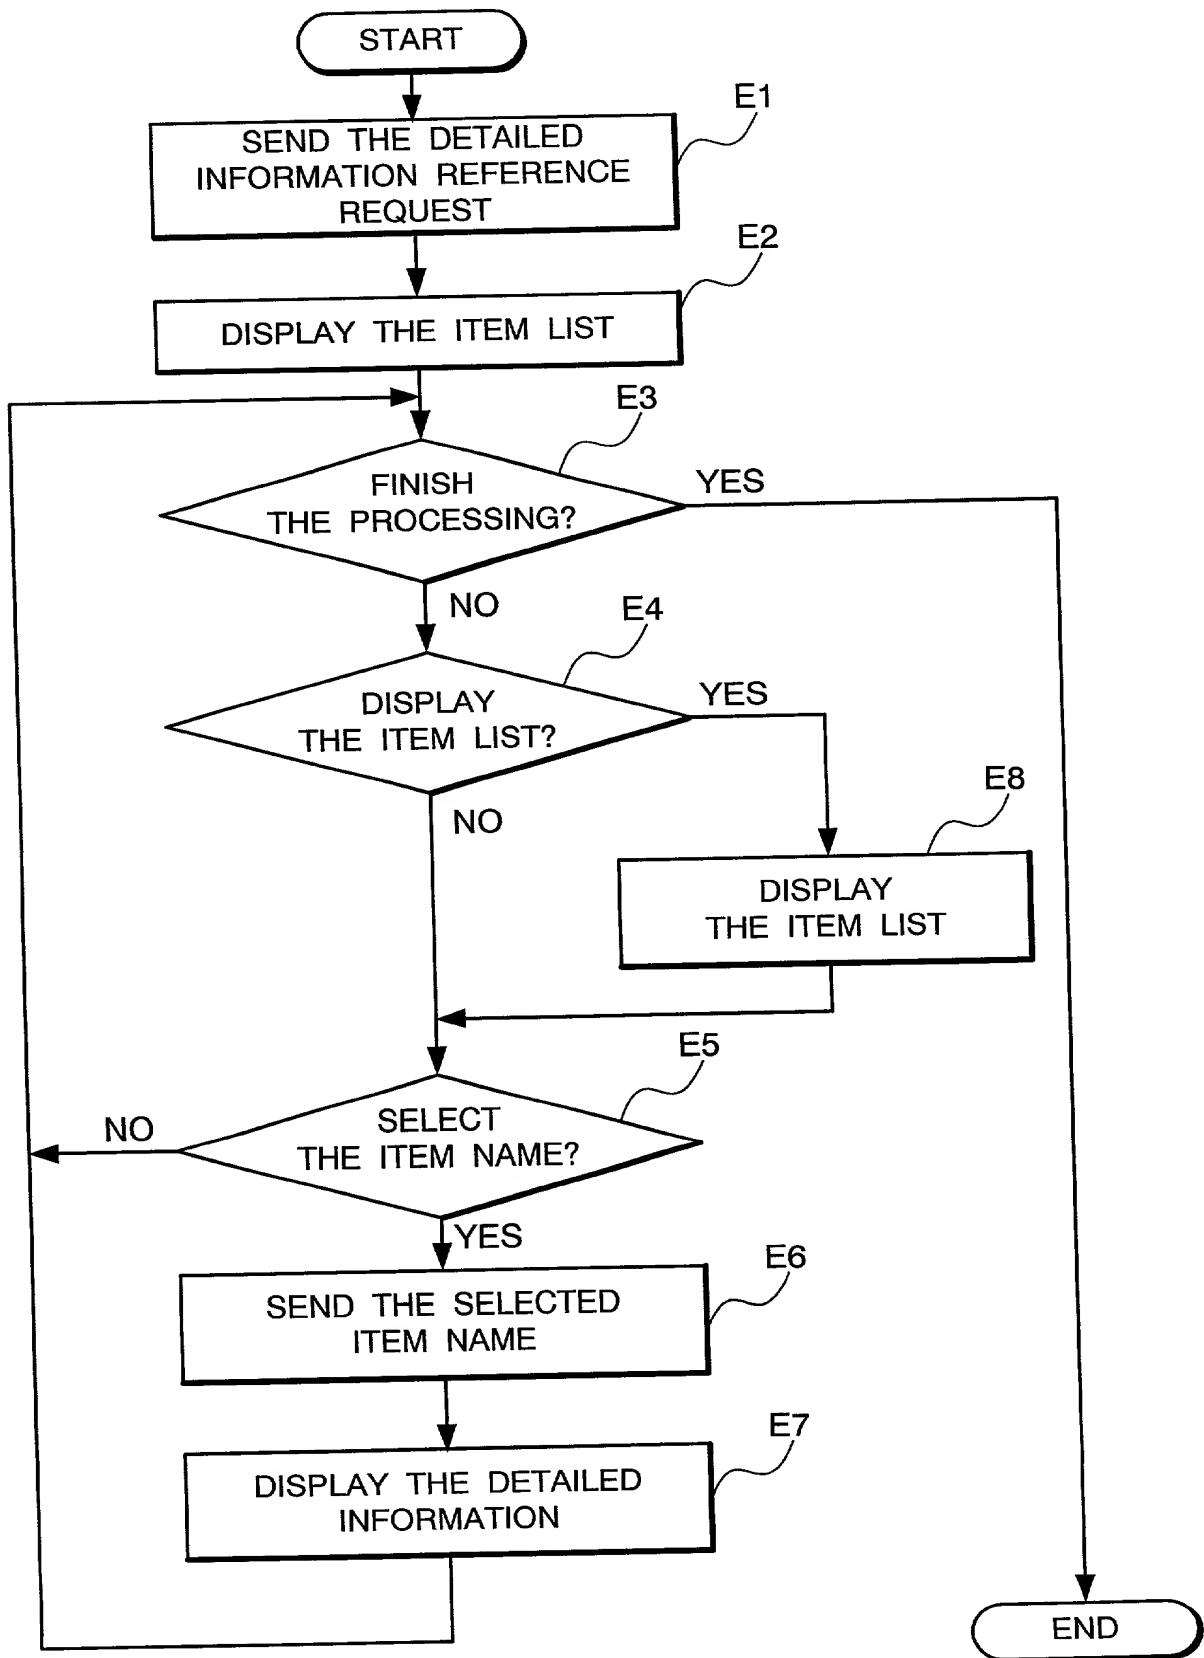 START
E1
SEND THE DETAILED
INFORMATION REFERENCE
REQUEST
E2
DISPLAY THE ITEM LIST
E3
FINISH
THE PROCESSING?
YES
NO
E4
DISPLAY
THE ITEM LIST?
YES
NO
E8
DISPLAY
THE ITEM LIST
E5
SELECT
THE ITEM NAME?
NO
YES
E6
SEND THE SELECTED
ITEM NAME
E7
DISPLAY THE DETAILED
INFORMATION
END